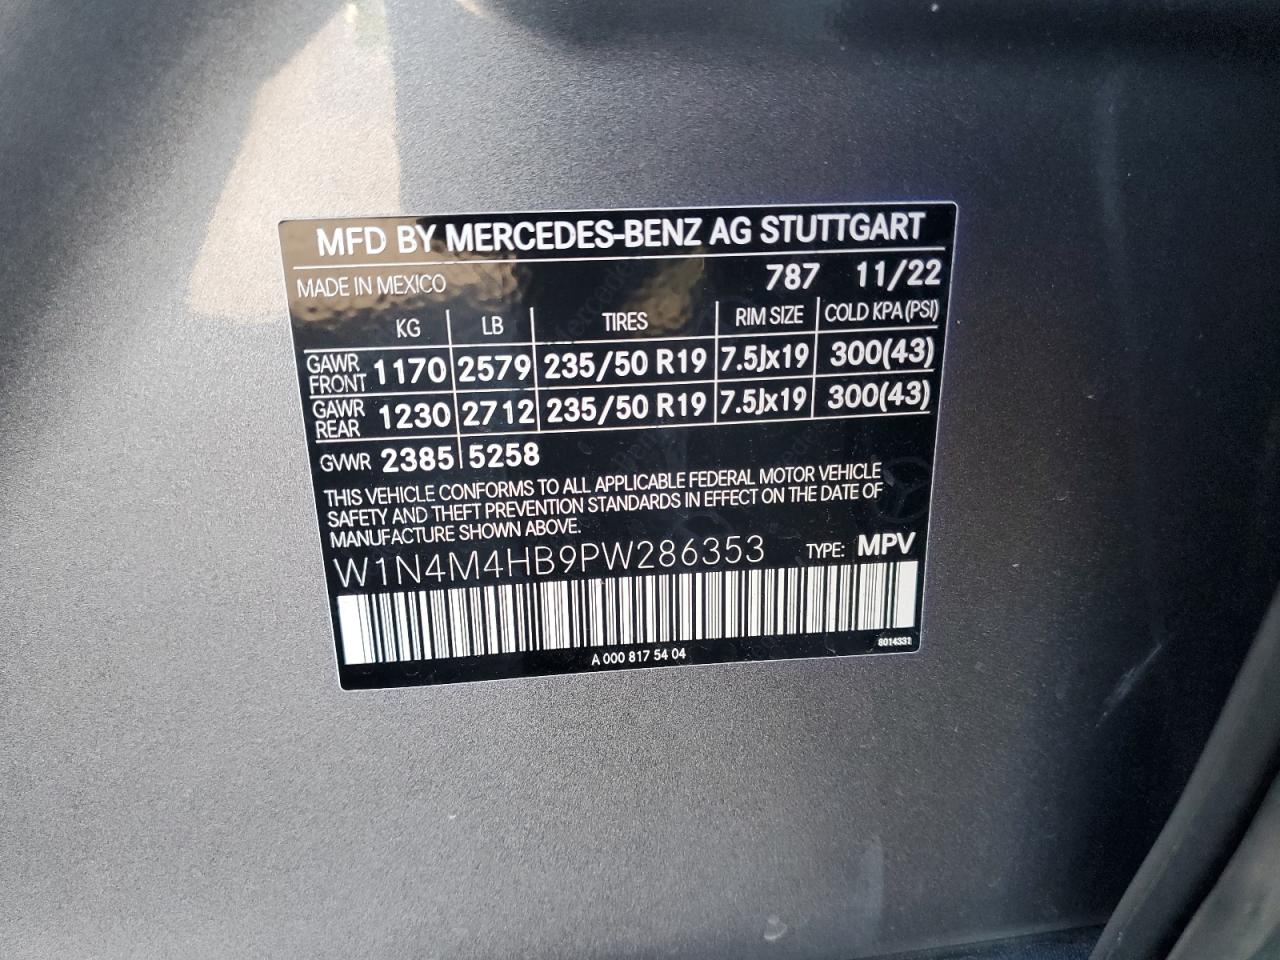 MFD BY MERCEDES-BENZ AG STUTTGART
MADE IN MEXICO 787 11/22
KG LB TIRES RIM SIZE COLD KPA (PSI)
GAWR FRONT 1170 2579 235/50 R19 7.5Jx19 300(43)
GAWR REAR 1230 2712 235/50 R19 7.5Jx19 300(43)
GVWR 2385 5258
THIS VEHICLE CONFORMS TO ALL APPLICABLE FEDERAL MOTOR VEHICLE
SAFETY AND THEFT PREVENTION STANDARDS IN EFFECT ON THE DATE OF
MANUFACTURE SHOWN ABOVE.
W1N4M4HB9PW286353 TYPE: MPV
A 000 817 54 04 8014331